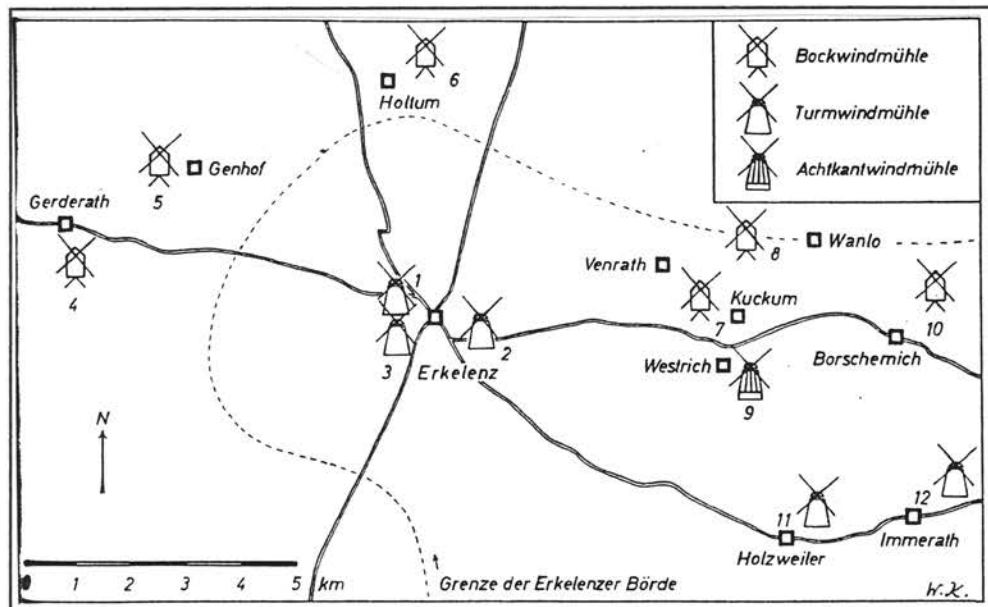 Bockwindmühle
Turmwindmühle
Achtkantwindmühle
6
Holtum
5
Genhof
Gerderath
4
8
Wanlo
Venrath
7
Kuckum
10
Borschemich
1
2
3
Erkelenz
Westrich
9
N
11
Holzweiler
12
Immerath
0 1 2 3 4 5 km
Grenze der Erkelenzer Börde
W.K.